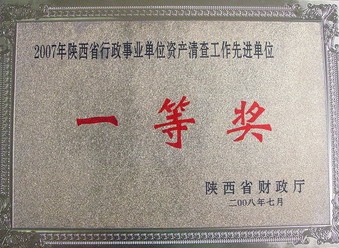 2007年陕西省行政事业单位资产清查工作先进单位
一等奖
陕西省财政厅
二00八年七月